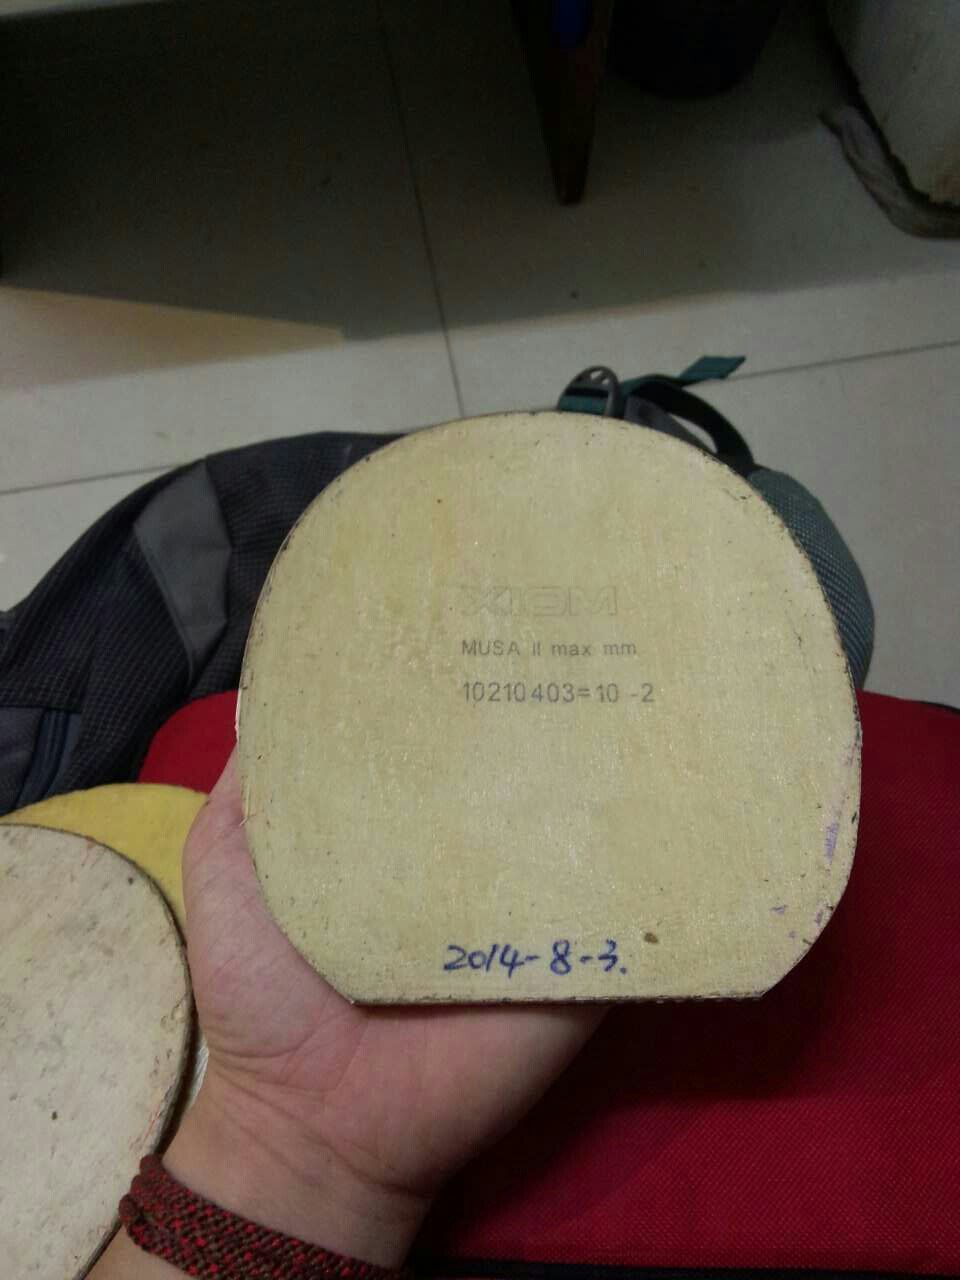 XIOM
MUSA II max mm
10210403=10 -2
2014-8-3.